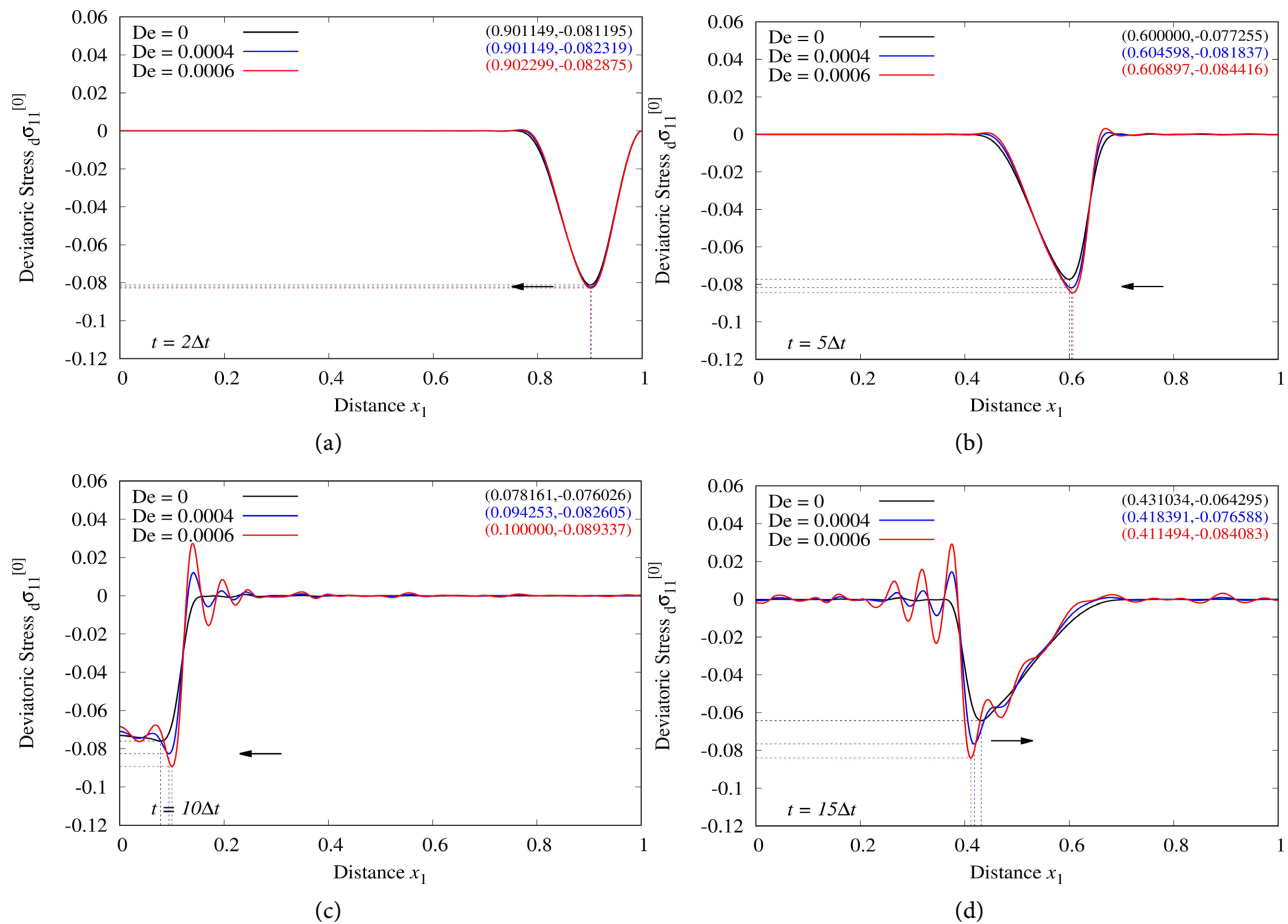 0.06
0.04
0.02
0
-0.02
-0.04
-0.06
-0.08
-0.1
-0.12
Deviatoric Stress dσ11[0]
De = 0
De = 0.0004
De = 0.0006
(0.901149,-0.081195)
(0.901149,-0.082319)
(0.902299,-0.082875)
t = 2Δt
0 0.2 0.4 0.6 0.8 1
Distance x1
(a)
0.06
0.04
0.02
0
-0.02
-0.04
-0.06
-0.08
-0.1
-0.12
Deviatoric Stress dσ11[0]
De = 0
De = 0.0004
De = 0.0006
(0.600000,-0.077255)
(0.604598,-0.081837)
(0.606897,-0.084416)
t = 5Δt
0 0.2 0.4 0.6 0.8 1
Distance x1
(b)
0.06
0.04
0.02
0
-0.02
-0.04
-0.06
-0.08
-0.1
-0.12
Deviatoric Stress dσ11[0]
De = 0
De = 0.0004
De = 0.0006
(0.078161,-0.076026)
(0.094253,-0.082605)
(0.100000,-0.089337)
t = 10Δt
0 0.2 0.4 0.6 0.8 1
Distance x1
(c)
0.06
0.04
0.02
0
-0.02
-0.04
-0.06
-0.08
-0.1
-0.12
Deviatoric Stress dσ11[0]
De = 0
De = 0.0004
De = 0.0006
(0.431034,-0.064295)
(0.418391,-0.076588)
(0.411494,-0.084083)
t = 15Δt
0 0.2 0.4 0.6 0.8 1
Distance x1
(d)